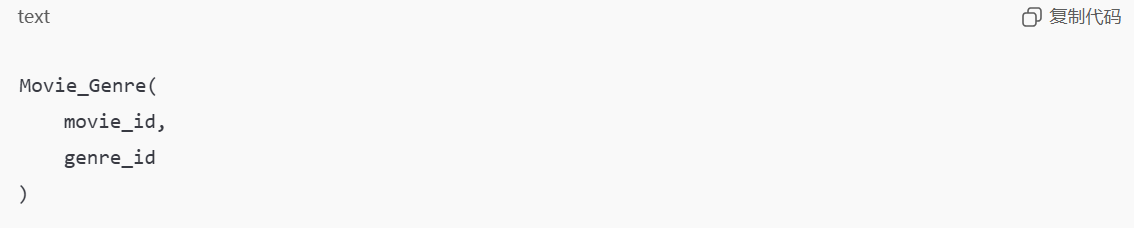 text
复制代码
Movie_Genre(
    movie_id,
    genre_id
)